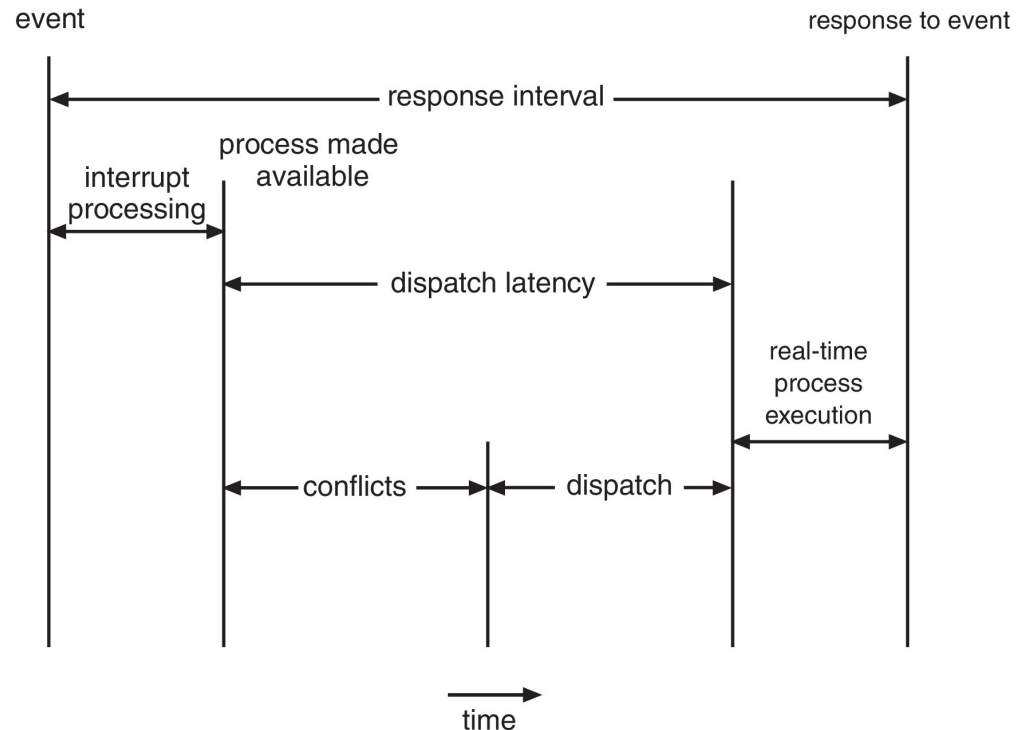 event
response to event
response interval
process made
available
interrupt
processing
dispatch latency
real-time
process
execution
conflicts
dispatch
time